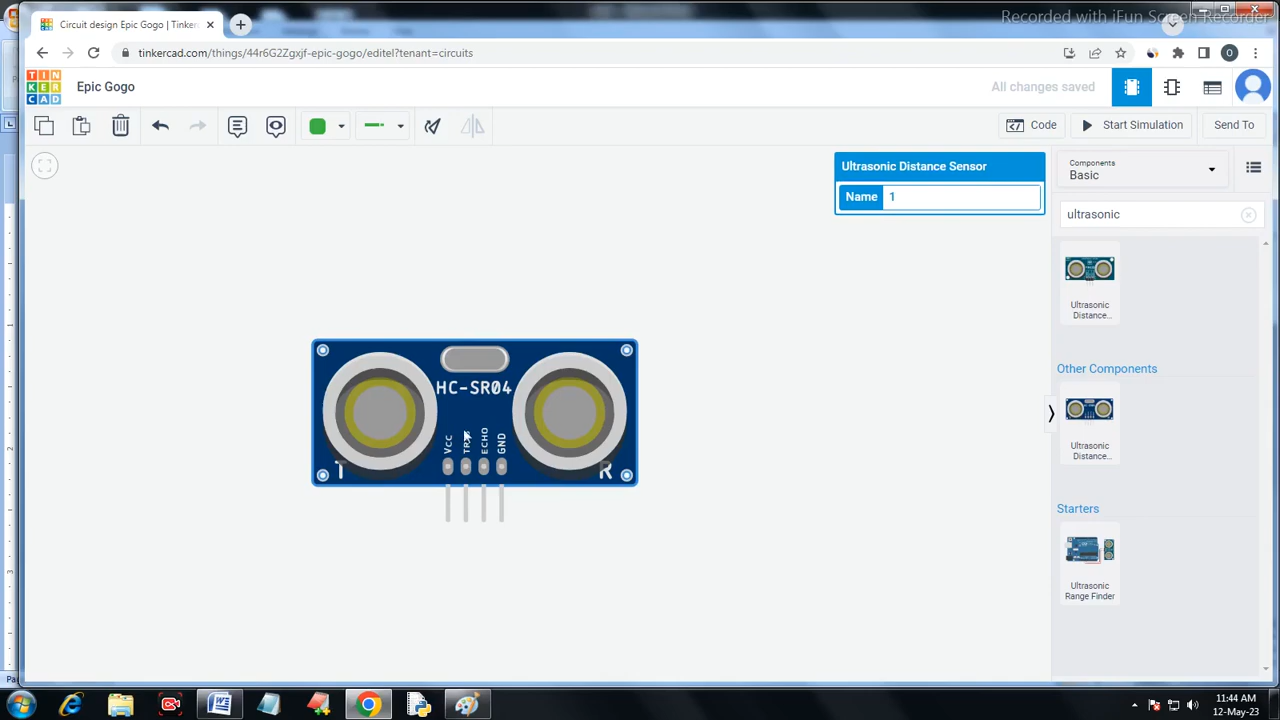 Circuit design Epic Gogo | Tinker
Recorded with iFun Screen Recorder
tinkercad.com/things/44r6G2Zgxjf-epic-gogo/editel?tenant=circuits
O
TIN
KER
CAD
Epic Gogo
All changes saved
Code
Start Simulation
Send To
Ultrasonic Distance Sensor
Name 1
Components
Basic
ultrasonic
Ultrasonic
Distance...
Other Components
Ultrasonic
Distance...
Starters
Ultrasonic
Range Finder
HC-SR04
VCC
ECHO
GND
T
R
11:44 AM
12-May-23